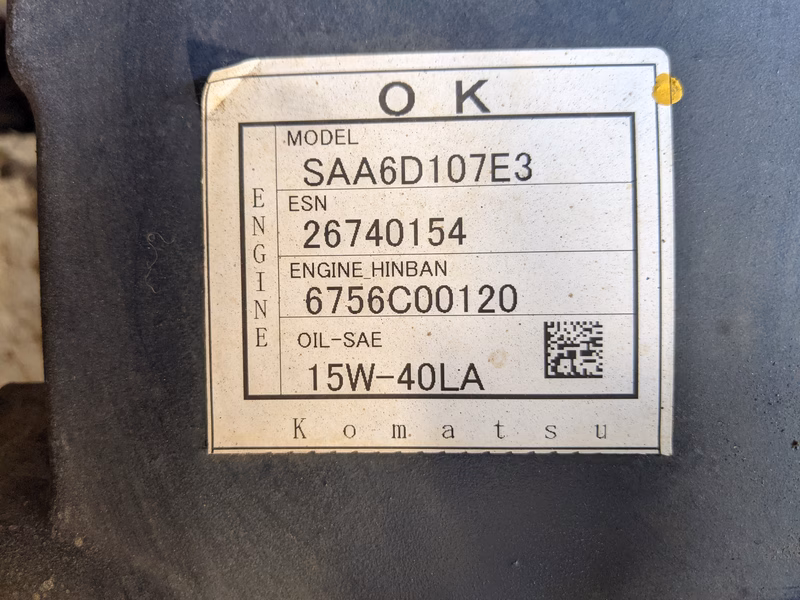 O K
ENGINE
MODEL
SAA6D107E3
ESN
26740154
ENGINE_HINBAN
6756C00120
OIL-SAE
15W-40LA
Komatsu